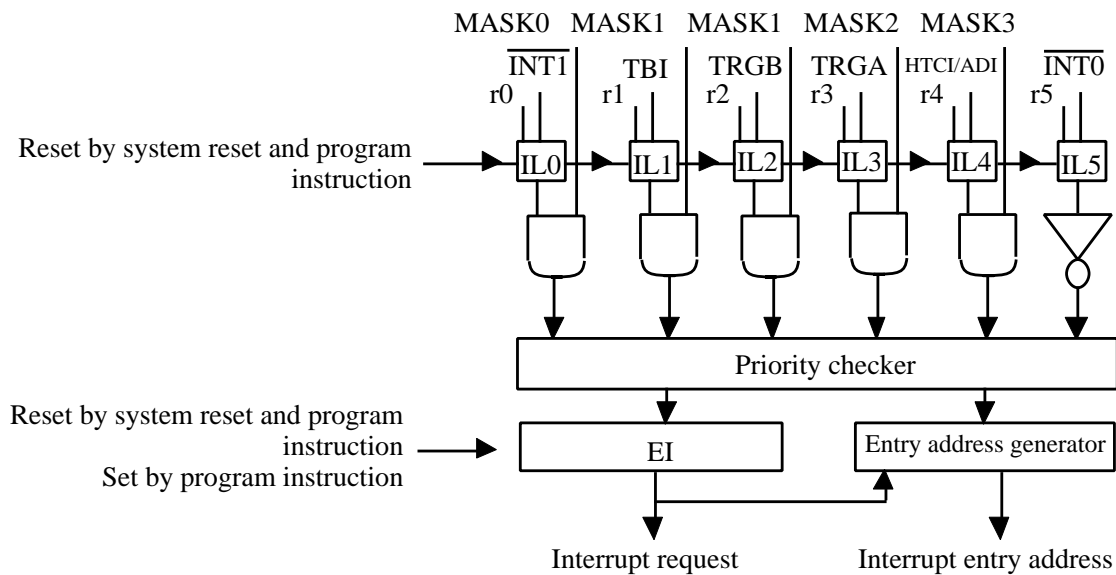 MASK0 MASK1 MASK1 MASK2 MASK3
INT1 TBI TRGB TRGA HTCI/ADI INT0
r0 r1 r2 r3 r4 r5
Reset by system reset and program
instruction
IL0 IL1 IL2 IL3 IL4 IL5
Priority checker
Reset by system reset and program
instruction
Set by program instruction
EI
Entry address generator
Interrupt request
Interrupt entry address